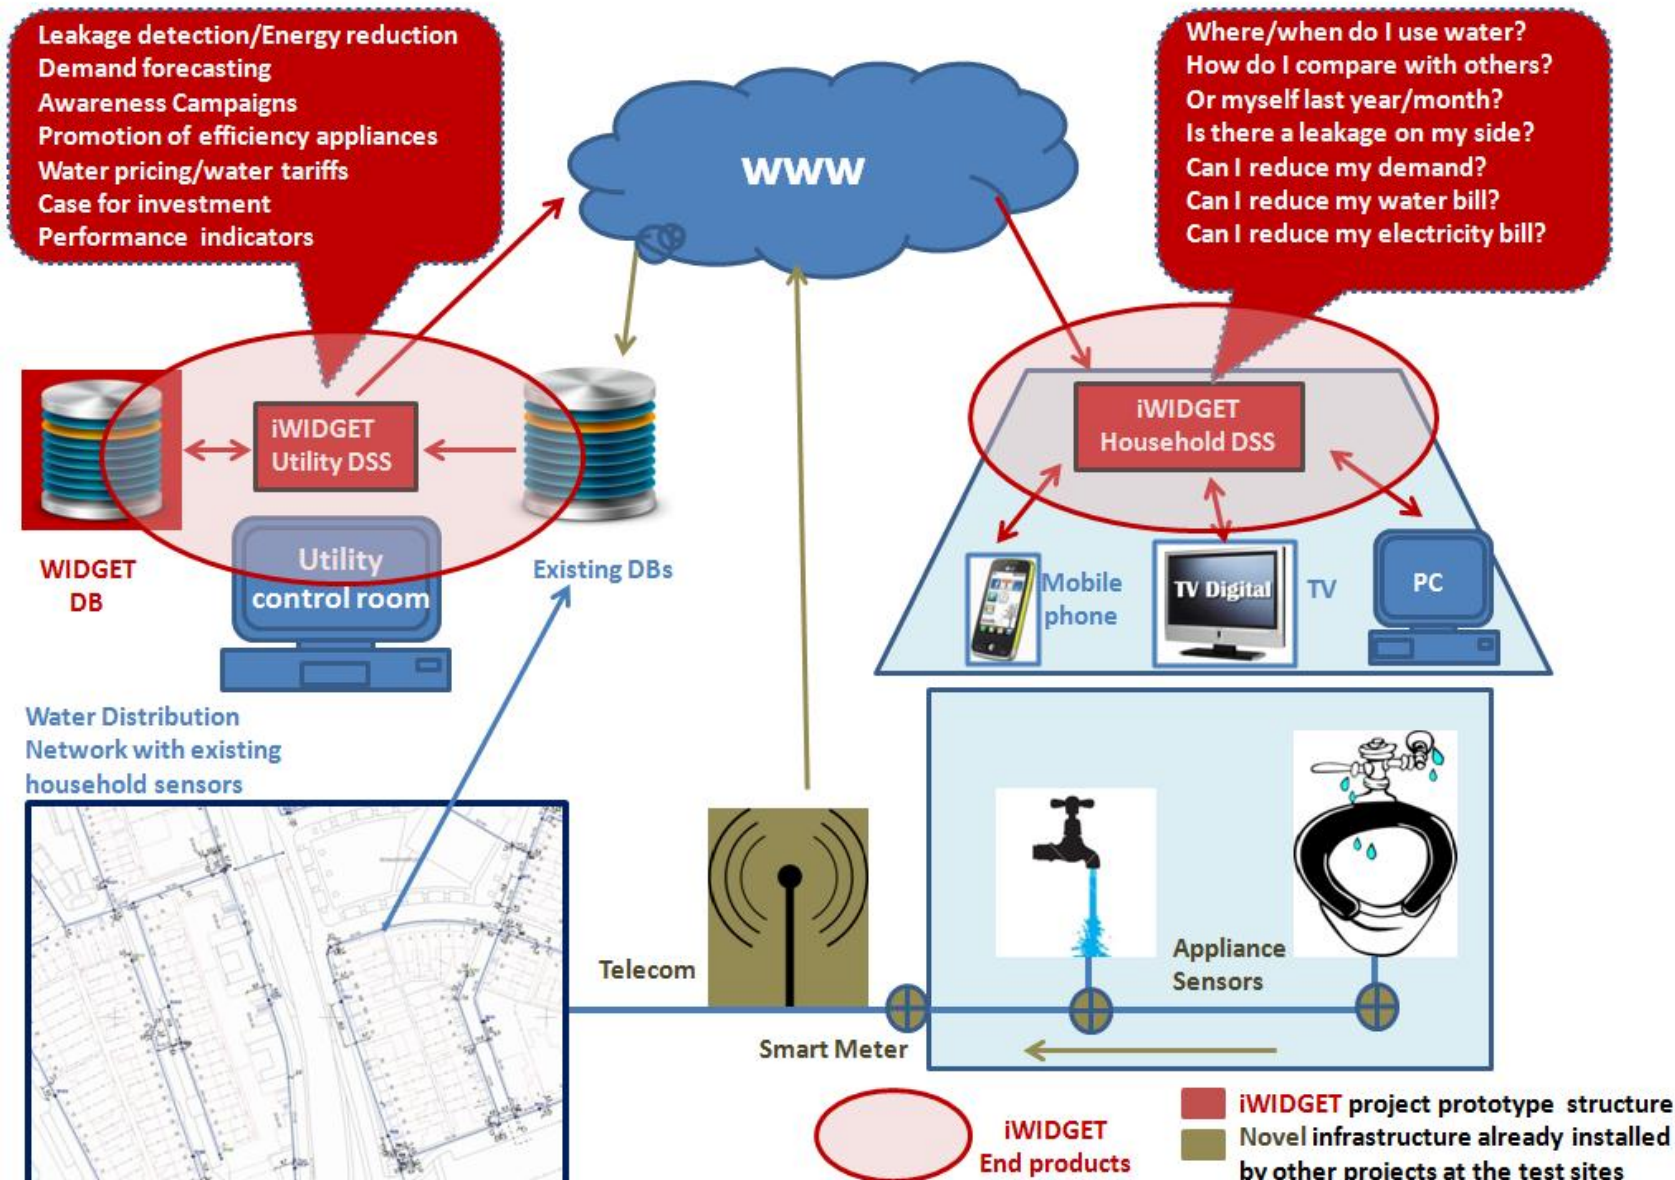 Leakage detection/Energy reduction
Demand forecasting
Awareness Campaigns
Promotion of efficiency appliances
Water pricing/water tariffs
Case for investment
Performance indicators
www
Where/when do I use water?
How do I compare with others?
Or myself last year/month?
Is there a leakage on my side?
Can I reduce my demand?
Can I reduce my water bill?
Can I reduce my electricity bill?
iWIDGET
Utility DSS
iWIDGET
Household DSS
WIDGET
DB
Utility
control room
Existing DBs
Mobile
phone
TV Digital
TV
PC
Water Distribution
Network with existing
household sensors
Telecom
Smart Meter
Appliance
Sensors
iWIDGET
End products
iWIDGET project prototype structure
Novel infrastructure already installed
by other projects at the test sites